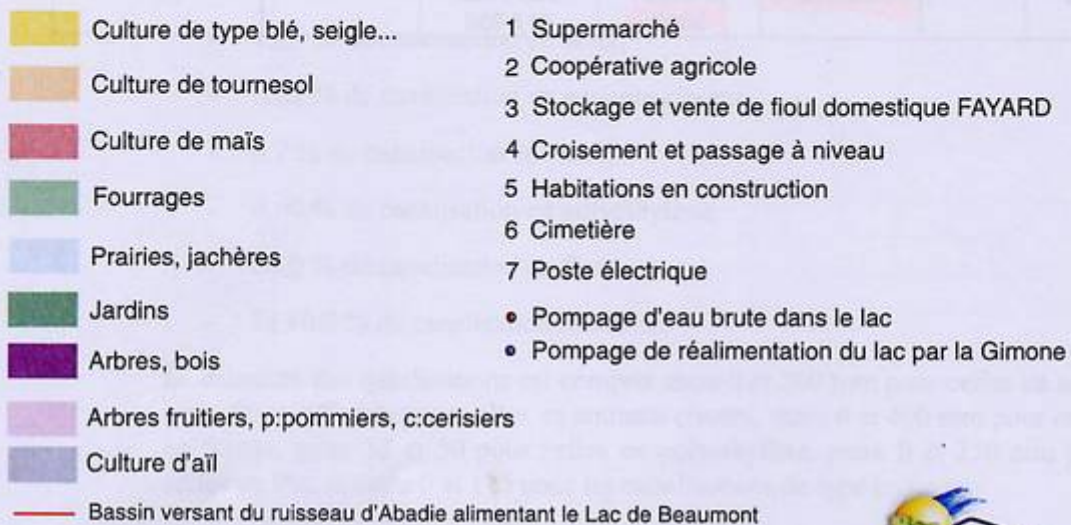 Culture de type blé, seigle...
Culture de tournesol
Culture de maïs
Fourrages
Prairies, jachères
Jardins
Arbres, bois
Arbres fruitiers, p:pommiers, c:cerisiers
Culture d'aïl
Bassin versant du ruisseau d'Abadie alimentant le Lac de Beaumont
1 Supermarché
2 Coopérative agricole
3 Stockage et vente de fioul domestique FAYARD
4 Croisement et passage à niveau
5 Habitations en construction
6 Cimetière
7 Poste électrique
• Pompage d'eau brute dans le lac
• Pompage de réalimentation du lac par la Gimone